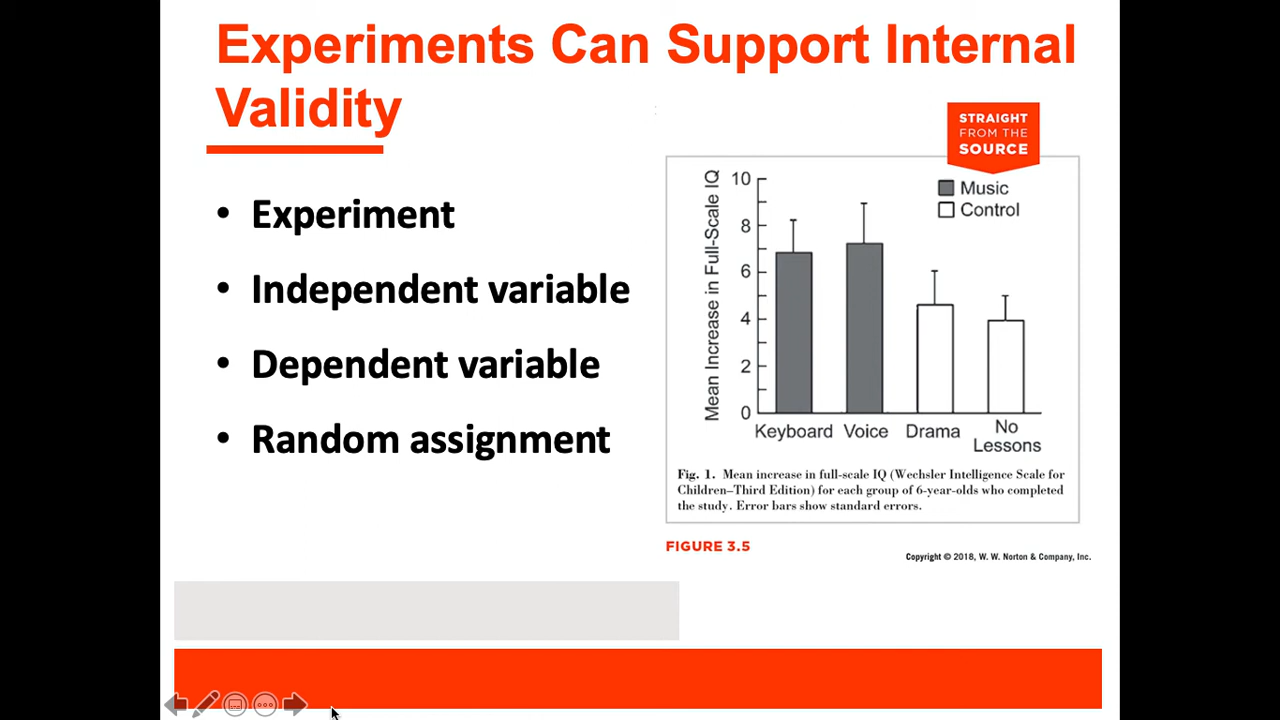 Experiments Can Support Internal
Validity
• Experiment
• Independent variable
• Dependent variable
• Random assignment
STRAIGHT
FROM THE
SOURCE
Mean Increase in Full-Scale IQ
10
8
6
4
2
0
Music
Control
Keyboard
Voice
Drama
No
Lessons
Fig. 1. Mean increase in full-scale IQ (Wechsler Intelligence Scale for
Children–Third Edition) for each group of 6-year-olds who completed
the study. Error bars show standard errors.
FIGURE 3.5
Copyright © 2018, W. W. Norton & Company, Inc.